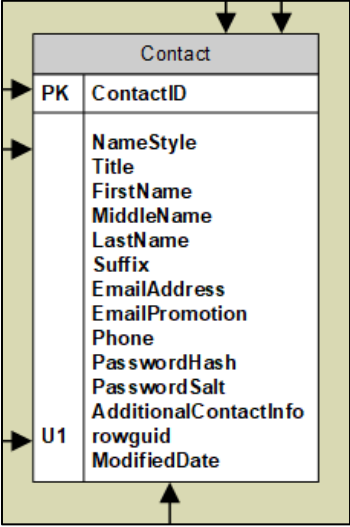 Contact
PK ContactID
NameStyle
Title
FirstName
MiddleName
LastName
Suffix
EmailAddress
EmailPromotion
Phone
PasswordHash
PasswordSalt
AdditionalContactInfo
U1 rowguid
ModifiedDate